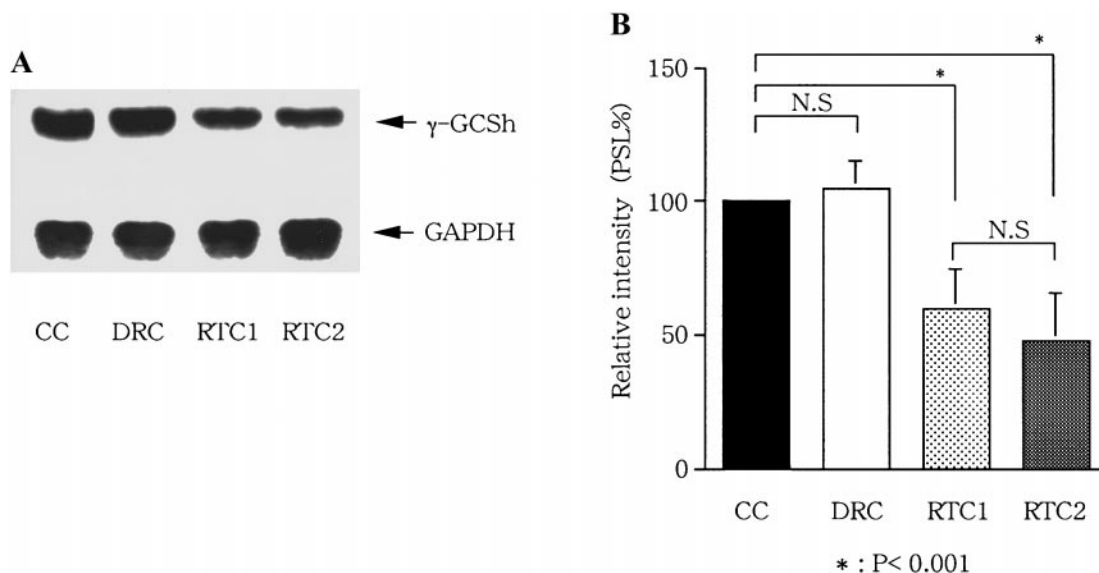 A
γ-GCSh
GAPDH
CC DRC RTC1 RTC2
B
*
*
N.S
N.S
Relative intensity (PSL%)
150
100
50
0
CC DRC RTC1 RTC2
* : P< 0.001